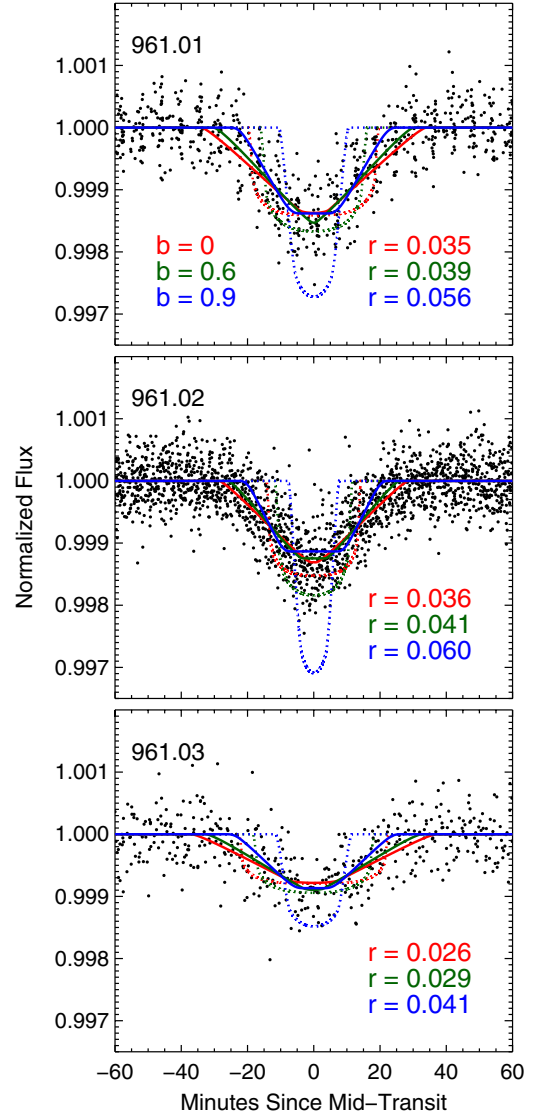 961.01
1.001
1.000
0.999
0.998
0.997
b = 0 r = 0.035
b = 0.6 r = 0.039
b = 0.9 r = 0.056
961.02
1.001
1.000
0.999
0.998
0.997
r = 0.036
r = 0.041
r = 0.060
Normalized Flux
961.03
1.001
1.000
0.999
0.998
0.997
r = 0.026
r = 0.029
r = 0.041
−60 −40 −20 0 20 40 60
Minutes Since Mid−Transit